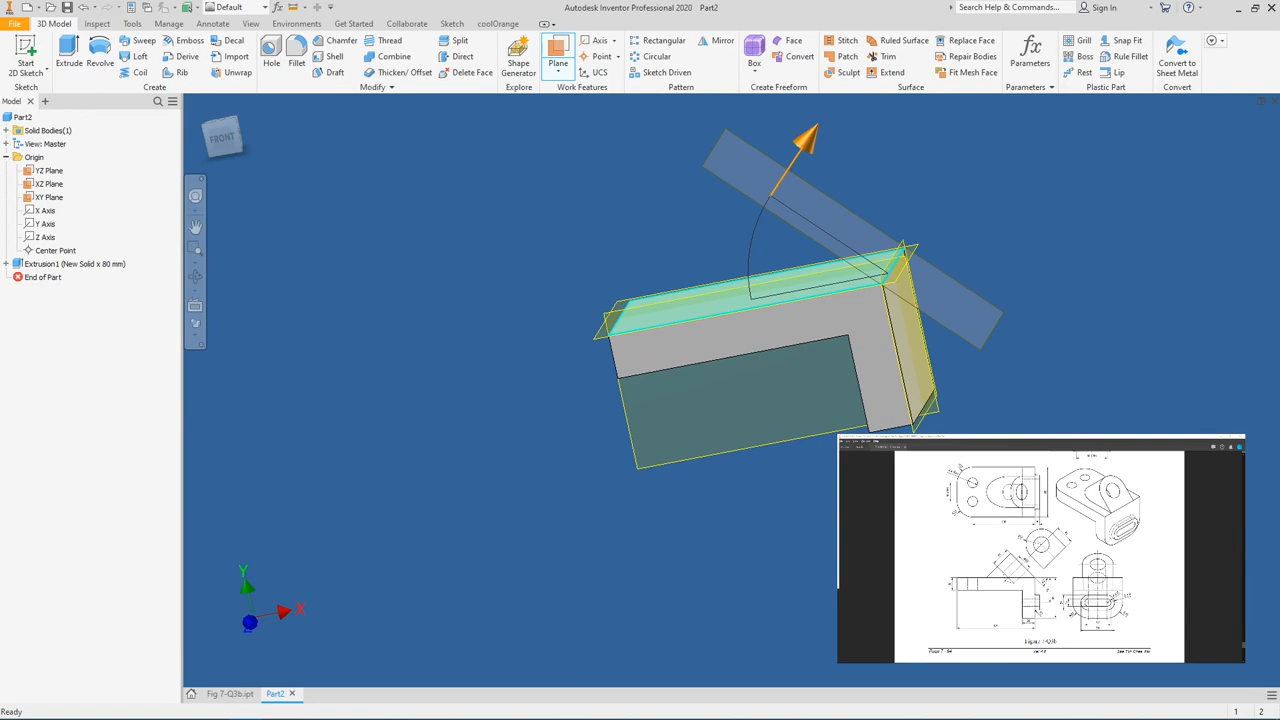 Default
Autodesk Inventor Professional 2020
Part2
Search Help & Commands...
Sign In
File
3D Model
Inspect
Tools
Manage
Annotate
View
Environments
Get Started
Collaborate
Sketch
coolOrange
Start
2D Sketch
Extrude
Revolve
Sweep
Loft
Coil
Emboss
Derive
Rib
Decal
Import
Unwrap
Hole
Fillet
Chamfer
Shell
Draft
Thread
Combine
Thicken/ Offset
Split
Direct
Delete Face
Shape
Generator
Plane
Axis
Point
UCS
Rectangular
Circular
Sketch Driven
Mirror
Box
Face
Convert
Stitch
Patch
Sculpt
Ruled Surface
Trim
Extend
Replace Face
Repair Bodies
Fit Mesh Face
fx
Parameters
Grill
Boss
Rest
Snap Fit
Rule Fillet
Lip
Convert to
Sheet Metal
Sketch
Create
Modify
Explore
Work Features
Pattern
Create Freeform
Surface
Parameters
Plastic Part
Convert
Model
Part2
Solid Bodies(1)
View: Master
Origin
YZ Plane
XZ Plane
XY Plane
X Axis
Y Axis
Z Axis
Center Point
Extrusion1 (New Solid x 80 mm)
End of Part
FRONT
Y
X
Figure 7-Q3b
Fig 7-Q3b.ipt
Part2
Ready
1
2